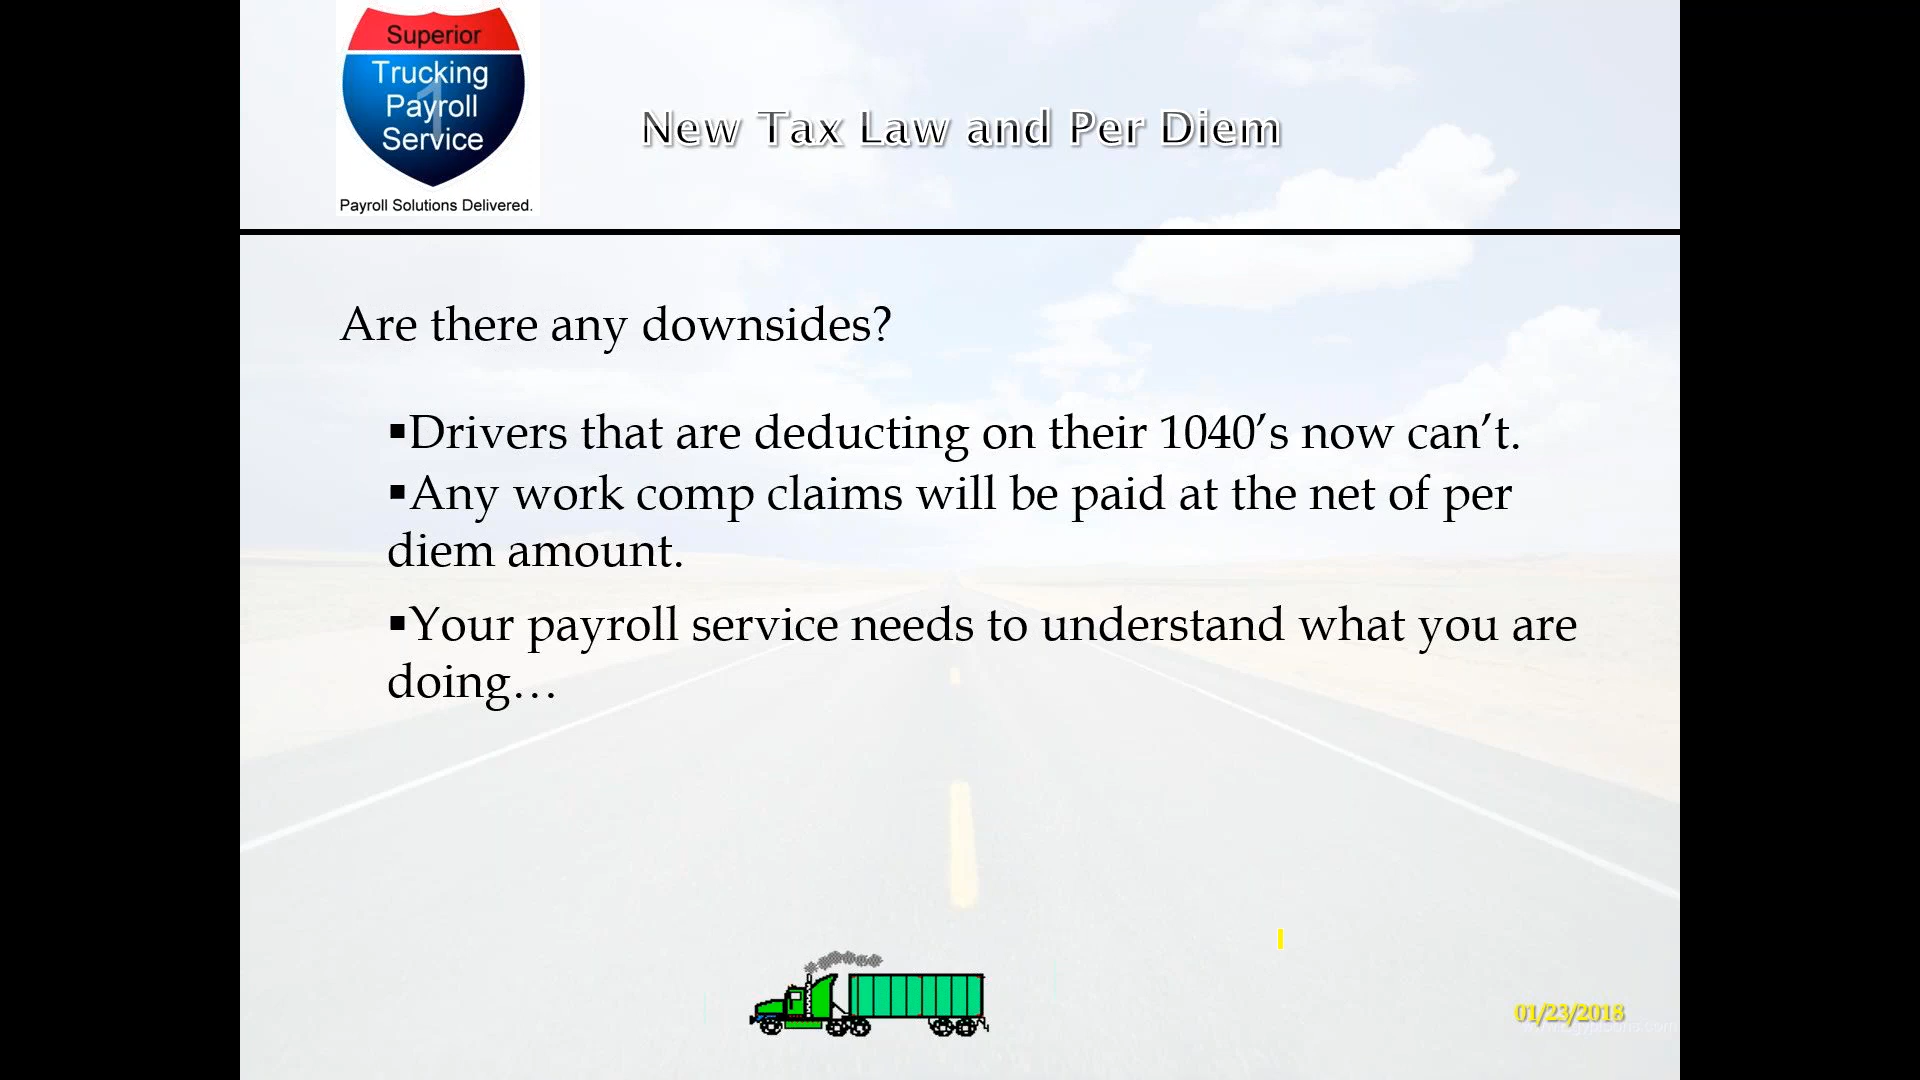 Superior
Trucking
Payroll
Service
Payroll Solutions Delivered.
New Tax Law and Per Diem
Are there any downsides?
▪Drivers that are deducting on their 1040’s now can’t.
▪Any work comp claims will be paid at the net of per
diem amount.
▪Your payroll service needs to understand what you are
doing…
01/23/2018